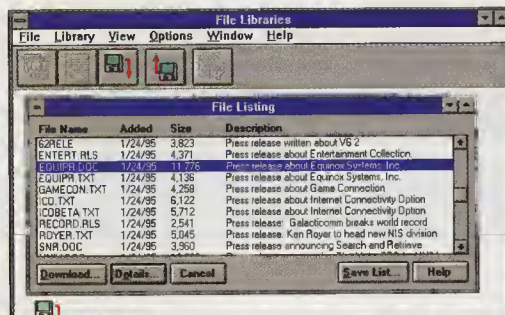 File Libraries
File Library View Options Window Help
File Listing
File Name Added Size Description
62RELE 1/24/95 3,823 Press release written about VG 2
ENTERT.RLS 1/24/95 4,371 Press release about Entertainment Collection.
EQUIPR.DOC 1/24/95 11,776 Press release about Equinox Systems, Inc.
EQUIPR.TXT 1/24/95 4,136 Press release about Equinox Systems, Inc.
GAMECON.TXT 1/24/95 4,258 Press release about Game Connection
ICO.TXT 1/24/95 6,122 Press release about Internet Connectivity Option
ICOBETA.TXT 1/24/95 5,712 Press release about Internet Connectivity Option
RECORD.RLS 1/24/95 2,541 Press release: Galacticomm breaks world record
ROYER.TXT 1/24/95 5,045 Press release: Ken Royer to head new NIS division
SNR.DOC 1/24/95 3,960 Press release announcing Search and Retrieve
Download... Details... Cancel Save List... Help